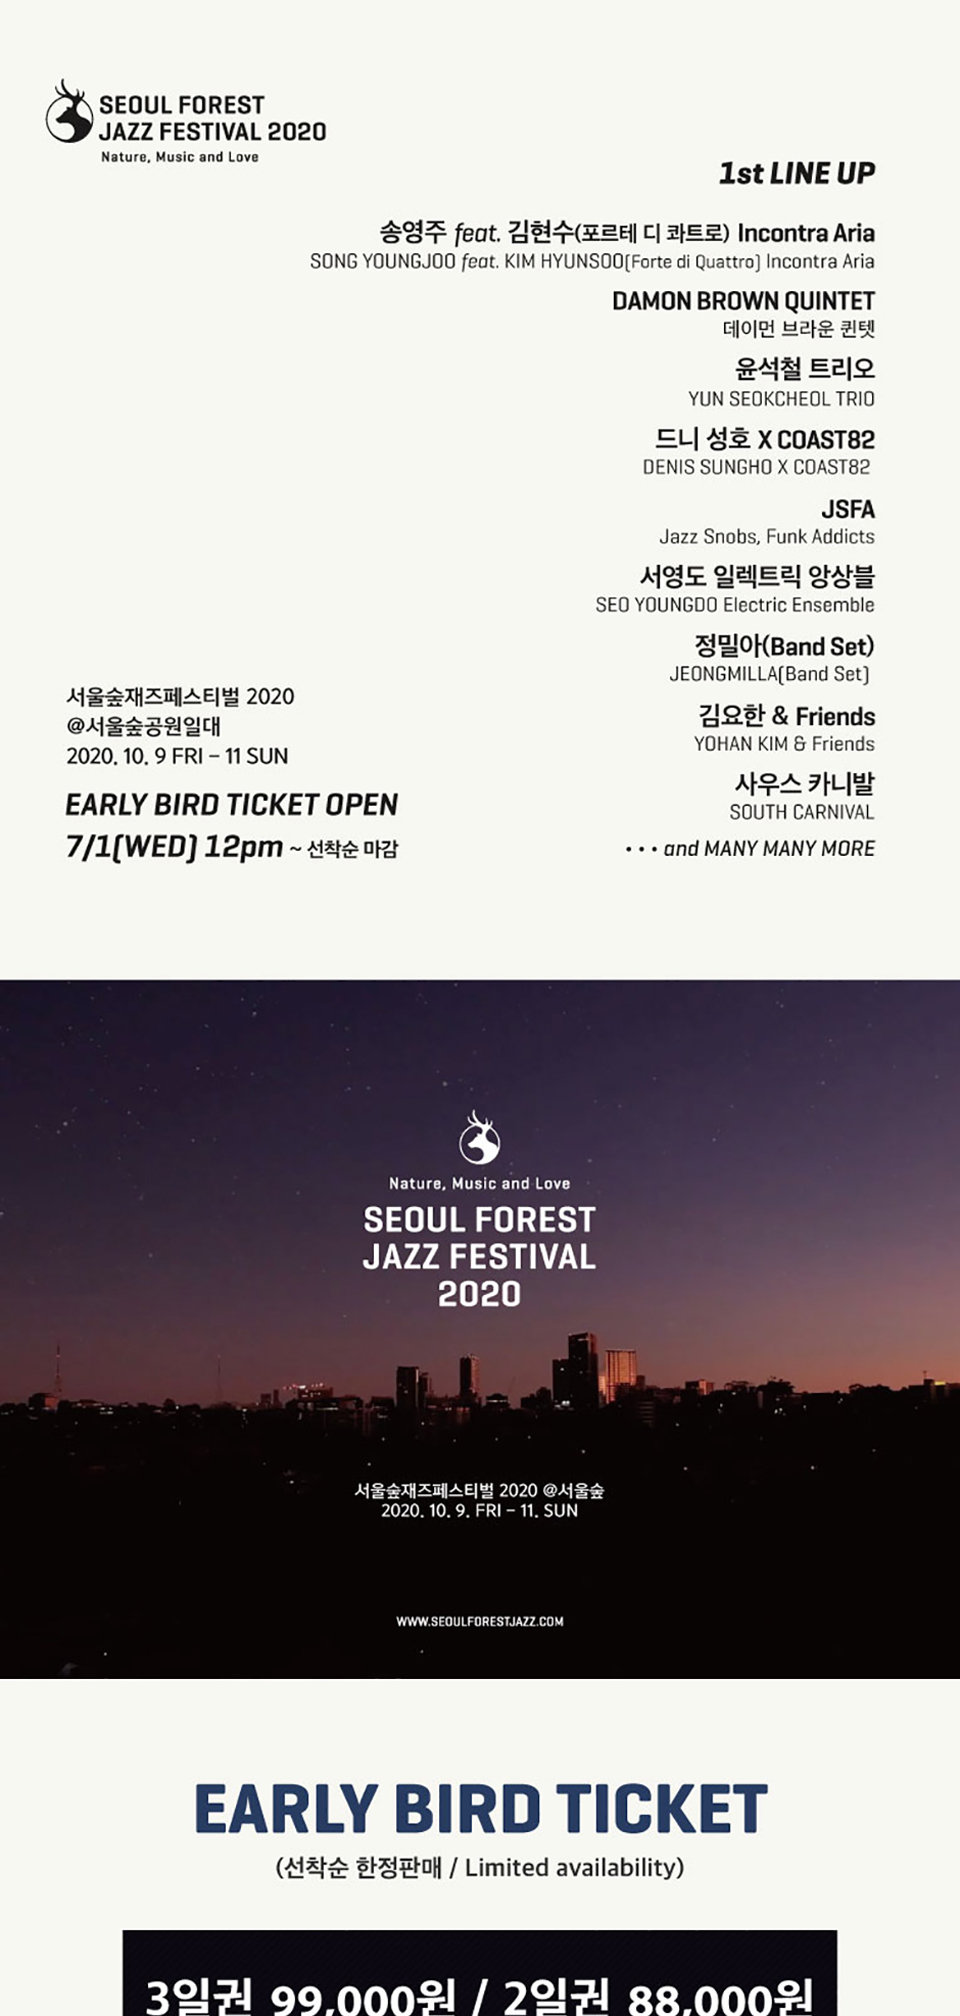 SEOUL FOREST
JAZZ FESTIVAL 2020
Nature, Music and Love
1st LINE UP
송영주 feat. 김현수(포르테 디 콰트로) Incontra Aria
SONG YOUNGJOO feat. KIM HYUNSOO(Forte di Quattro) Incontra Aria
DAMON BROWN QUINTET
데이먼 브라운 퀸텟
윤석철 트리오
YUN SEOKCHEOL TRIO
드니 성호 X COAST82
DENIS SUNGHO X COAST82
JSFA
Jazz Snobs, Funk Addicts
서영도 일렉트릭 앙상블
SEO YOUNGDO Electric Ensemble
정밀아(Band Set)
JEONGMILLA(Band Set)
김요한 & Friends
YOHAN KIM & Friends
사우스 카니발
SOUTH CARNIVAL
• • • and MANY MANY MORE
서울숲재즈페스티벌 2020
@서울숲공원일대
2020. 10. 9 FRI – 11 SUN
EARLY BIRD TICKET OPEN
7/1(WED) 12pm ~ 선착순 마감
Nature, Music and Love
SEOUL FOREST
JAZZ FESTIVAL
2020
서울숲재즈페스티벌 2020 @서울숲
2020. 10. 9. FRI – 11. SUN
WWW.SEOULFORESTJAZZ.COM
EARLY BIRD TICKET
(선착순 한정판매 / Limited availability)
3일권 99,000원 / 2일권 88,000원